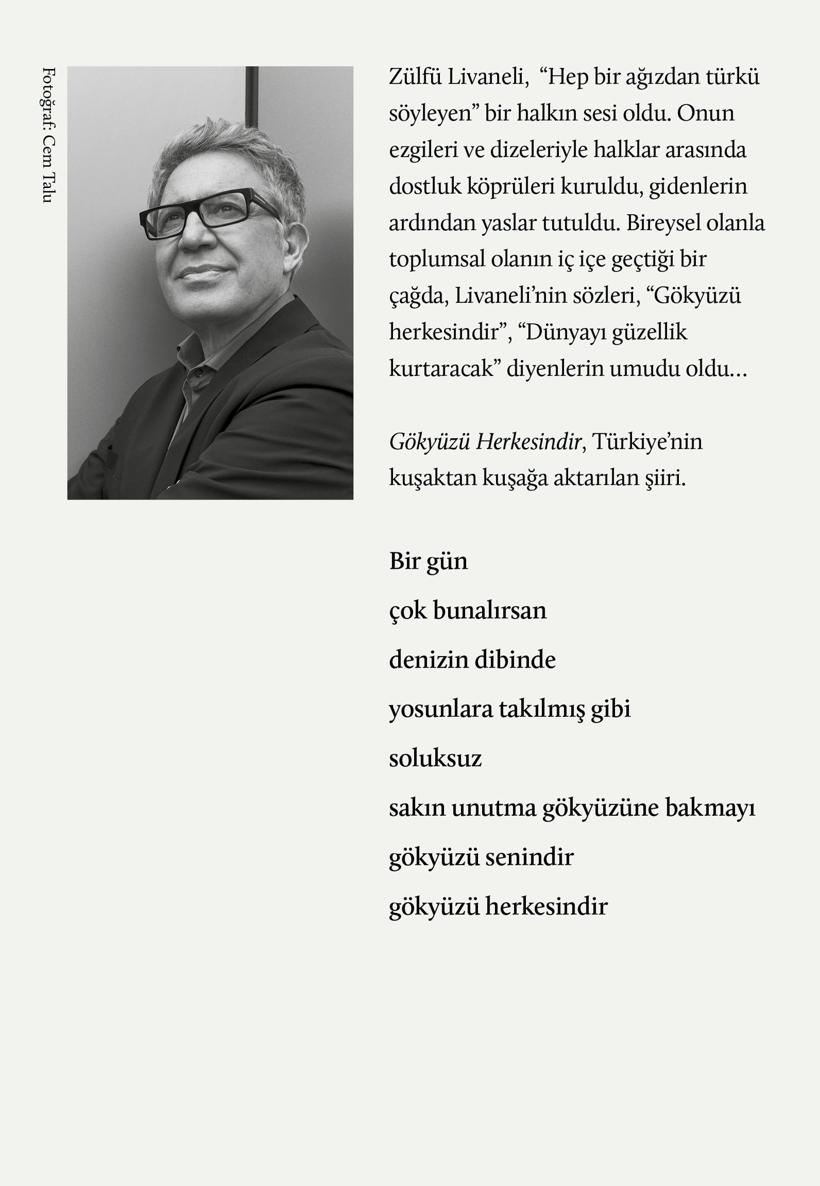 Fotoğraf: Cem Talu
Zülfü Livaneli, “Hep bir ağızdan türkü
söyleyen” bir halkın sesi oldu. Onun
ezgileri ve dizeleriyle halklar arasında
dostluk köprüleri kuruldu, gidenlerin
ardından yaslar tutuldu. Bireysel olanla
toplumsal olanın iç içe geçtiği bir
çağda, Livaneli’nin sözleri, “Gökyüzü
herkesindir”, “Dünyayı güzellik
kurtaracak” diyenlerin umudu oldu…
Gökyüzü Herkesindir, Türkiye’nin
kuşaktan kuşağa aktarılan şiiri.
Bir gün
çok bunalırsan
denizin dibinde
yosunlara takılmış gibi
soluksuz
sakın unutma gökyüzüne bakmayı
gökyüzü senindir
gökyüzü herkesindir